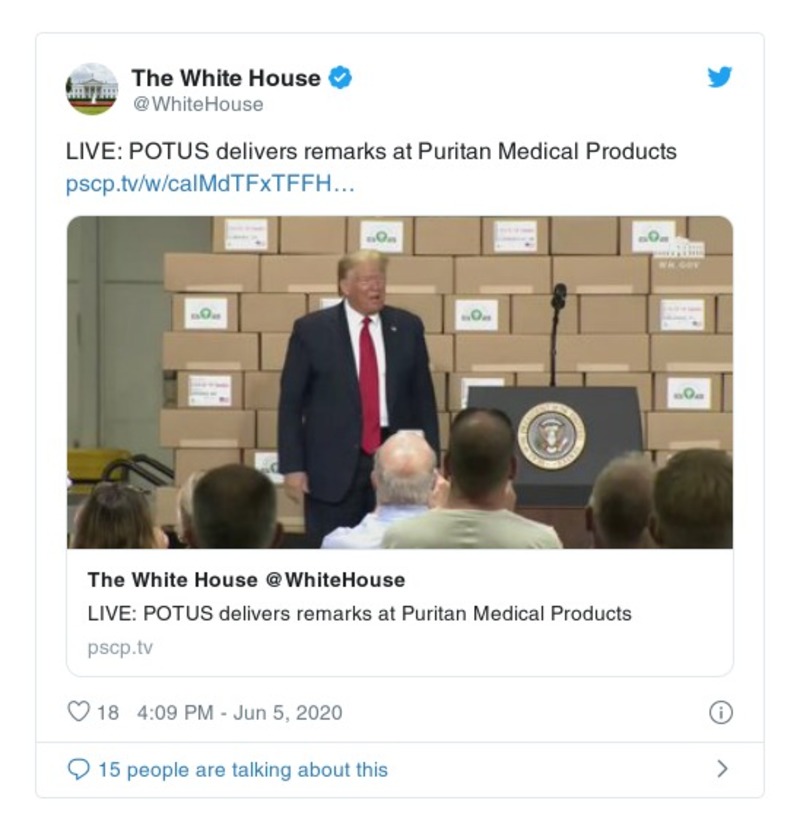 The White House
@WhiteHouse
LIVE: POTUS delivers remarks at Puritan Medical Products
pscp.tv/w/calMdTFxTFFH…
WH.GOV
The White House @WhiteHouse
LIVE: POTUS delivers remarks at Puritan Medical Products
pscp.tv
18 4:09 PM - Jun 5, 2020
15 people are talking about this